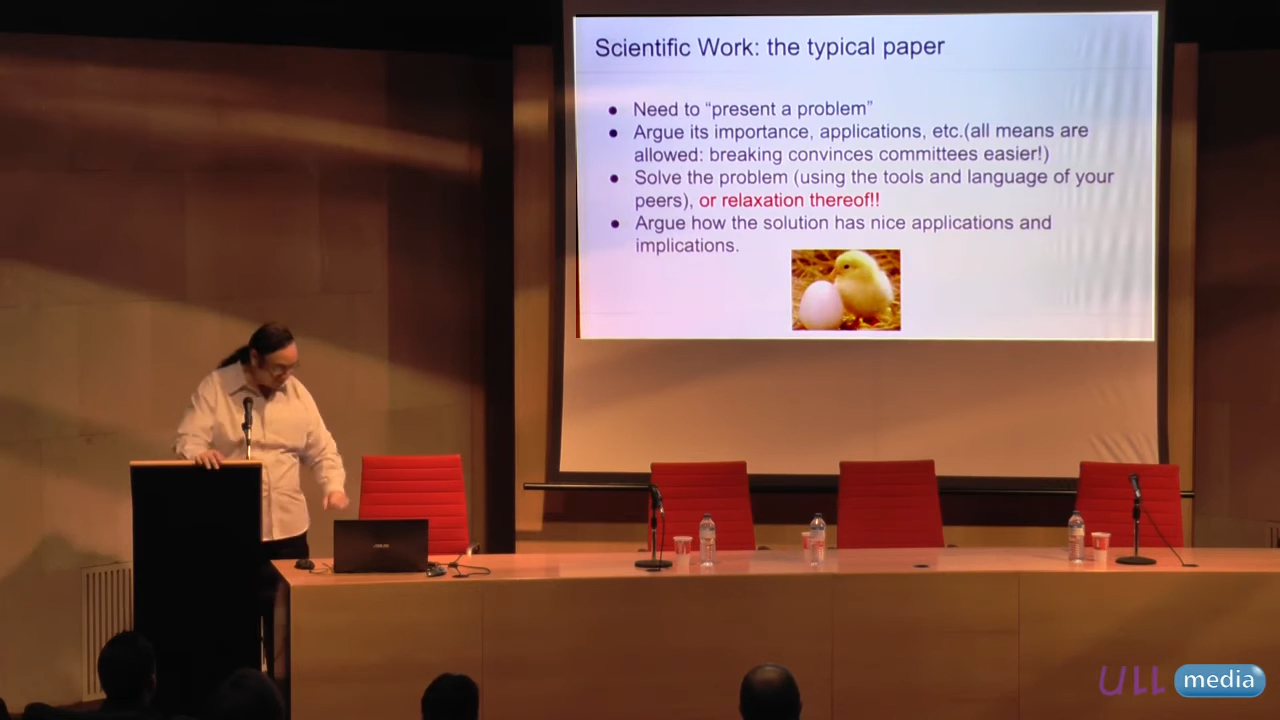 Scientific Work: the typical paper
● Need to “present a problem”
● Argue its importance, applications, etc.(all means are
allowed: breaking convinces committees easier!)
● Solve the problem (using the tools and language of your
peers), or relaxation thereof!!
● Argue how the solution has nice applications and
implications.
ASUS
ULL media